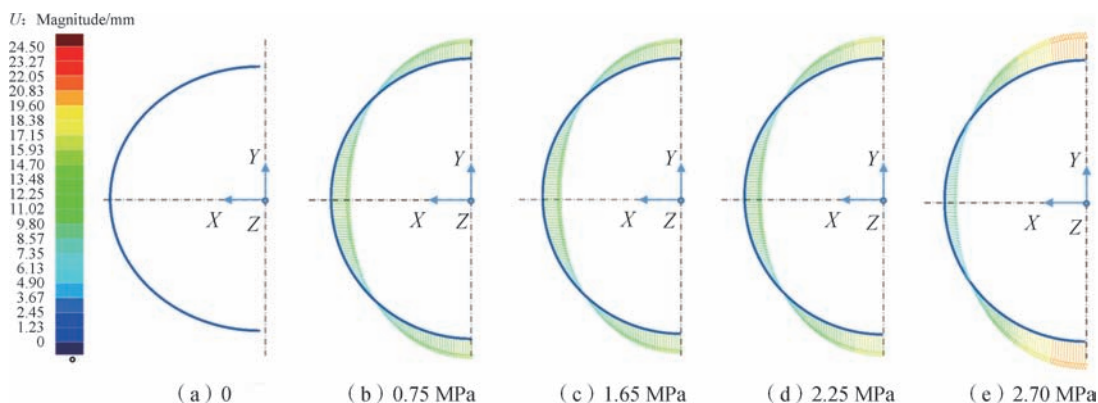 U: Magnitude/mm
24.50
23.27
22.05
20.83
19.60
18.38
17.15
15.93
14.70
13.48
12.25
11.02
9.80
8.57
7.35
6.13
4.90
3.67
2.45
1.23
0
Y
X
Z
Y
X
Z
Y
X
Z
Y
X
Z
Y
X
Z
(a) 0
(b) 0.75 MPa
(c) 1.65 MPa
(d) 2.25 MPa
(e) 2.70 MPa